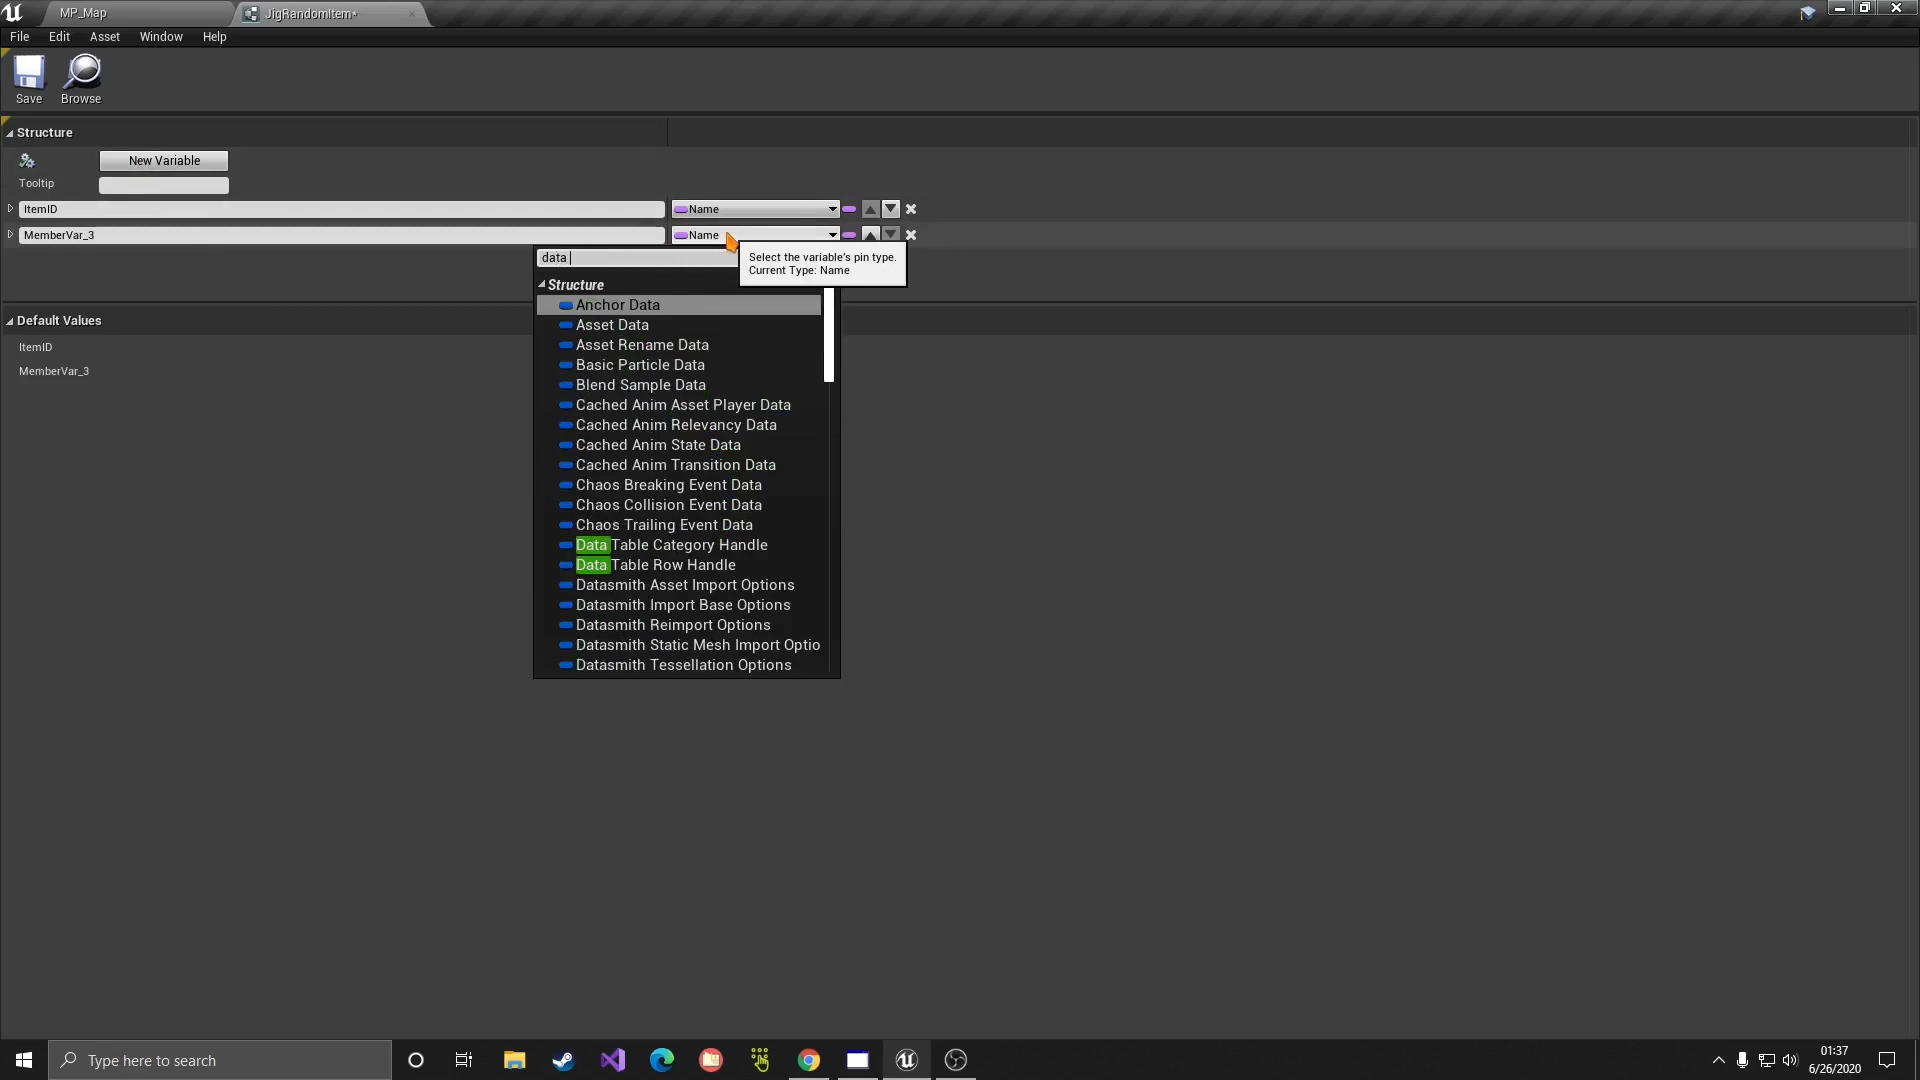 MP_Map
JigRandomItem*
File Edit Asset Window Help
Save Browse
Structure
New Variable
Tooltip
ItemID
Name
MemberVar_3
Name
data
Select the variable's pin type.
Current Type: Name
Structure
Anchor Data
Asset Data
Asset Rename Data
Basic Particle Data
Blend Sample Data
Cached Anim Asset Player Data
Cached Anim Relevancy Data
Cached Anim State Data
Cached Anim Transition Data
Chaos Breaking Event Data
Chaos Collision Event Data
Chaos Trailing Event Data
Data Table Category Handle
Data Table Row Handle
Datasmith Asset Import Options
Datasmith Import Base Options
Datasmith Reimport Options
Datasmith Static Mesh Import Optio
Datasmith Tessellation Options
Default Values
ItemID
MemberVar_3
Type here to search
01:37
6/26/2020